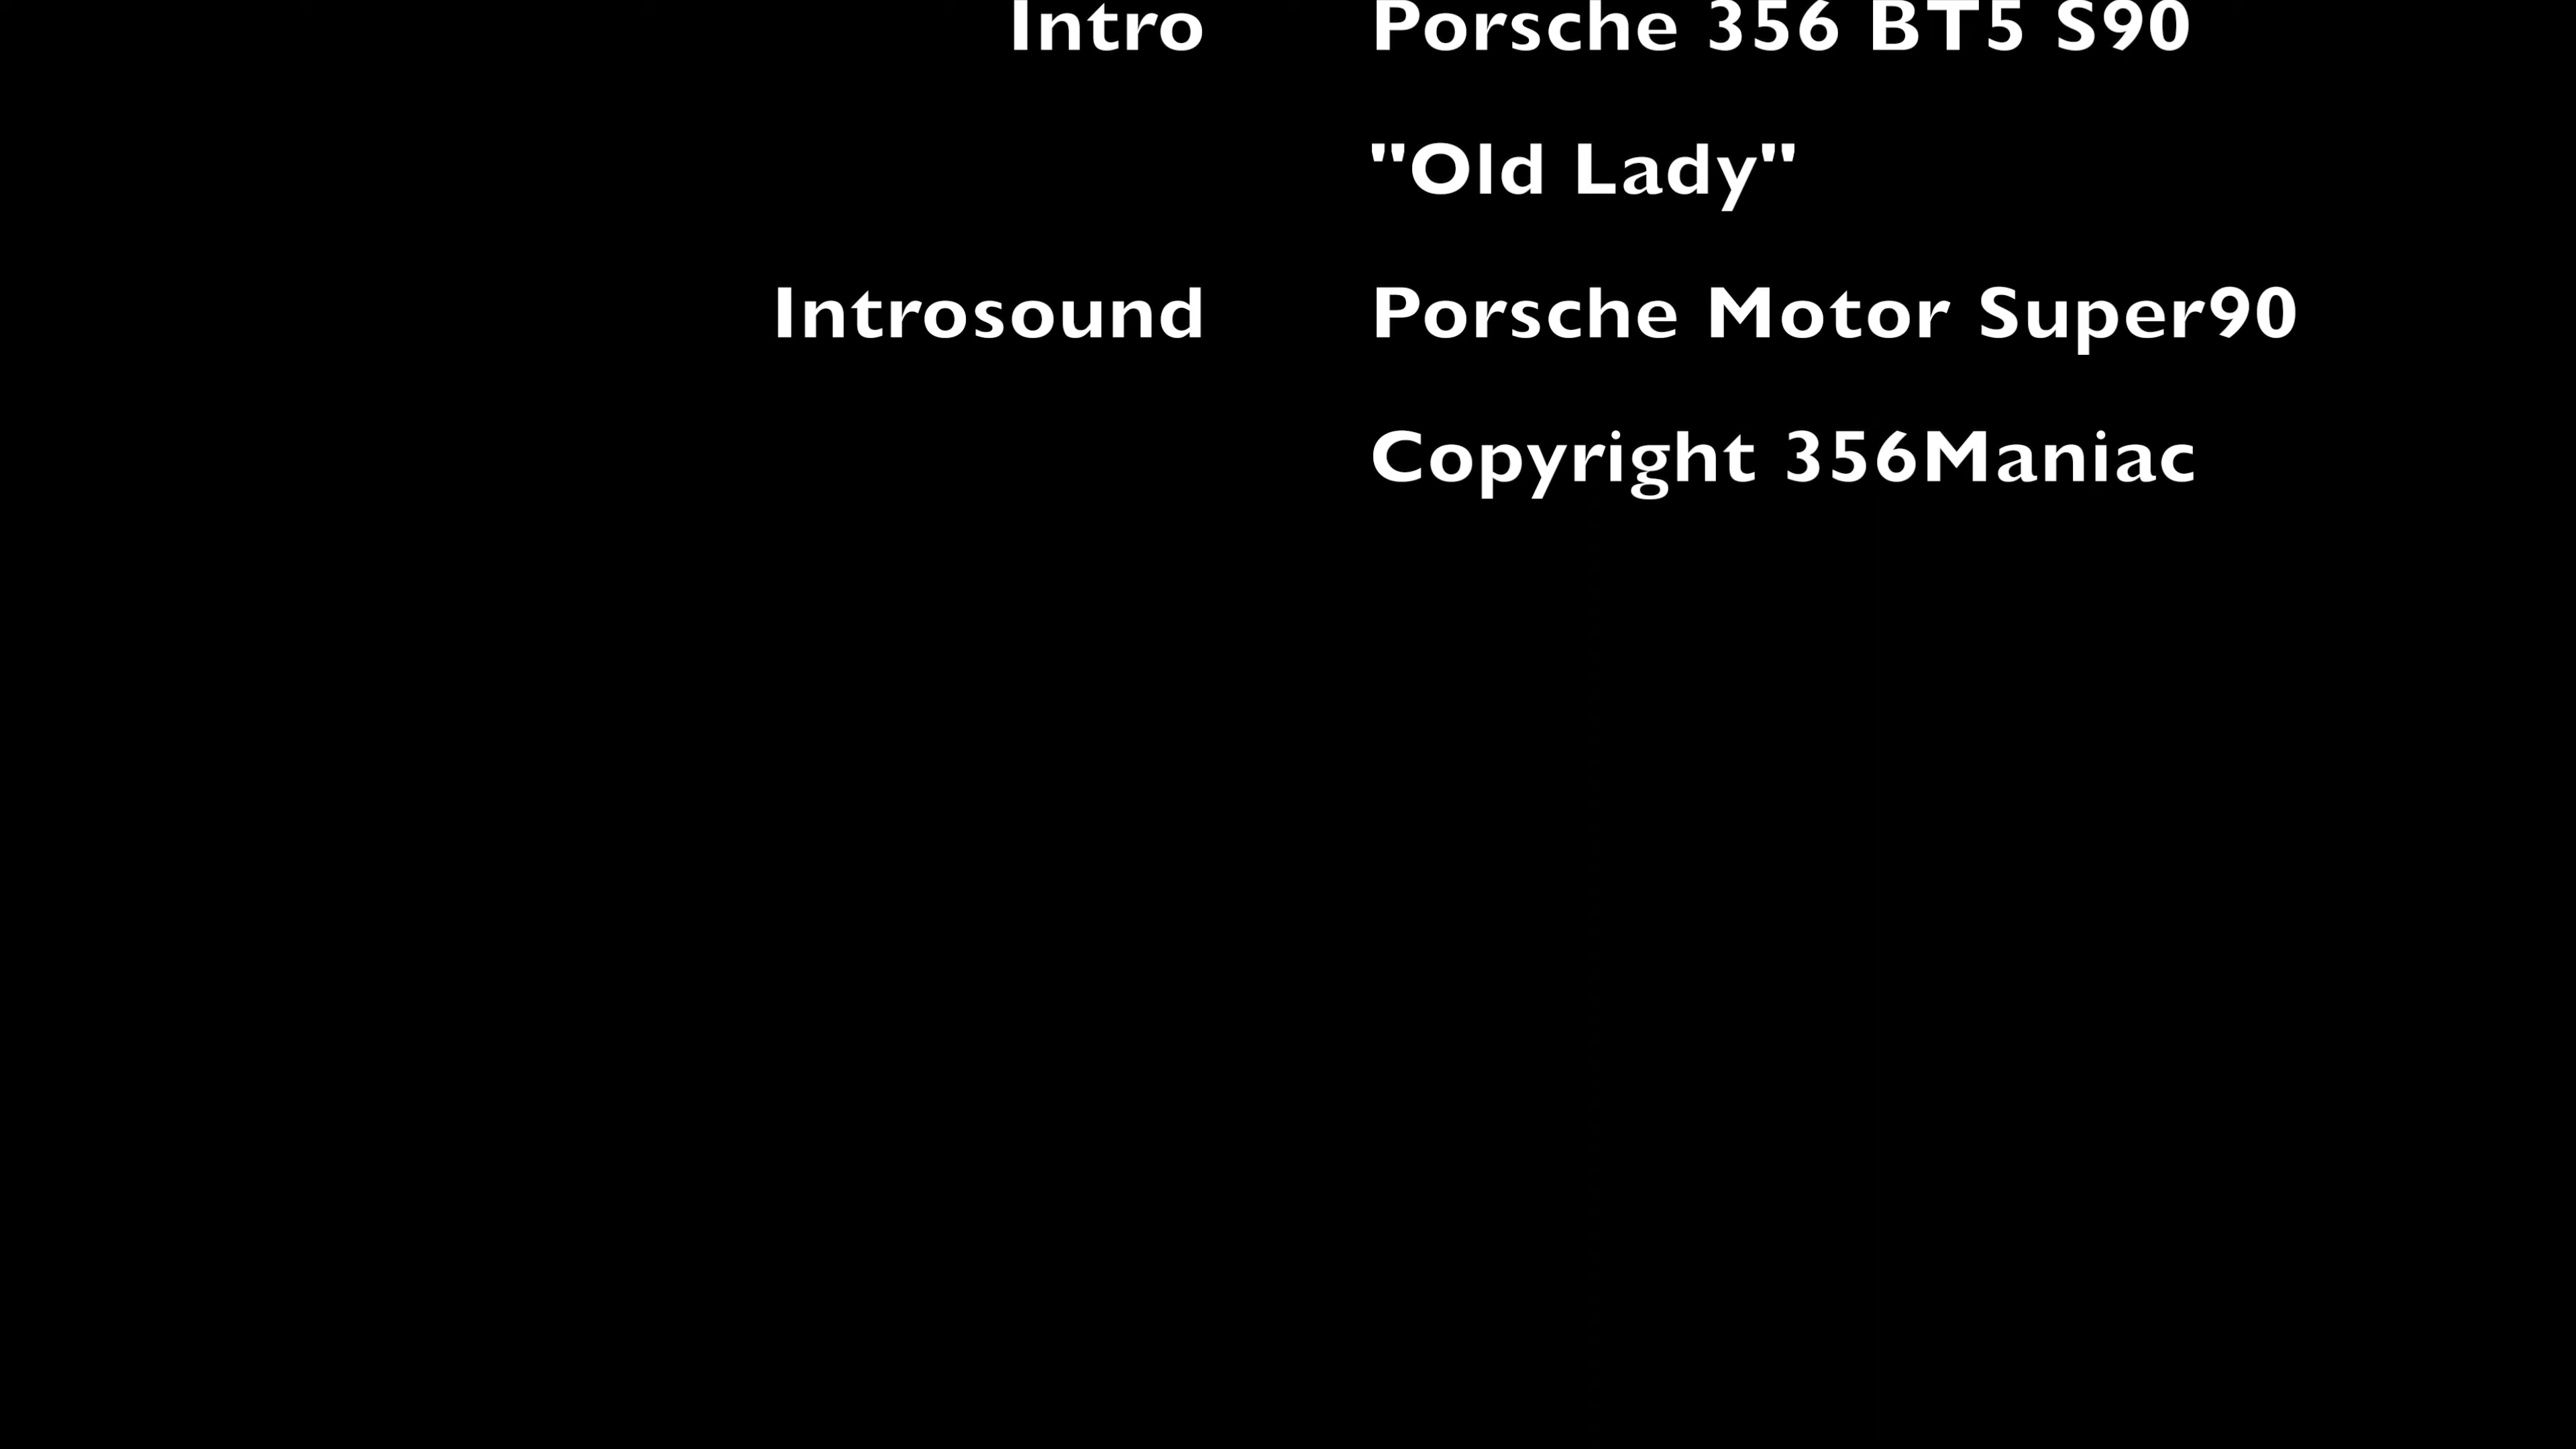 Intro Porsche 356 BT5 S90
"Old Lady"
Introsound Porsche Motor Super90
Copyright 356Maniac